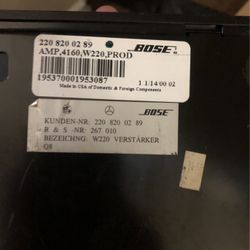 220 820 02 89
BOSE
AMP,4160,W220,PROD
195370001953087
1 1/14 00 02
Made in USA of Domestic & Foreign Components
BOSE
KUNDEN-NR: 220 820 02 89
R & S -NR: 267 010
BEZEICHNG: W220 VERSTÄRKER
Q8